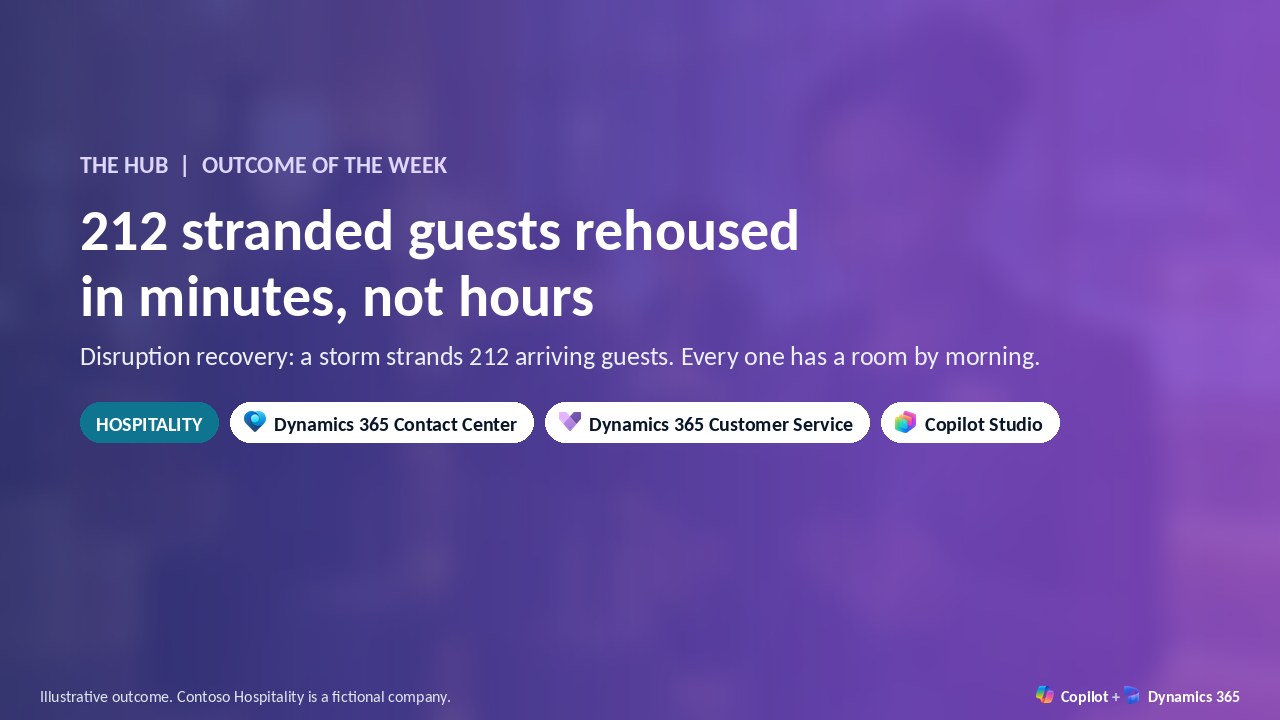 THE HUB | OUTCOME OF THE WEEK
212 stranded guests rehoused
in minutes, not hours
Disruption recovery: a storm strands 212 arriving guests. Every one has a room by morning.
HOSPITALITY Dynamics 365 Contact Center Dynamics 365 Customer Service Copilot Studio
Illustrative outcome. Contoso Hospitality is a fictional company. Copilot + Dynamics 365